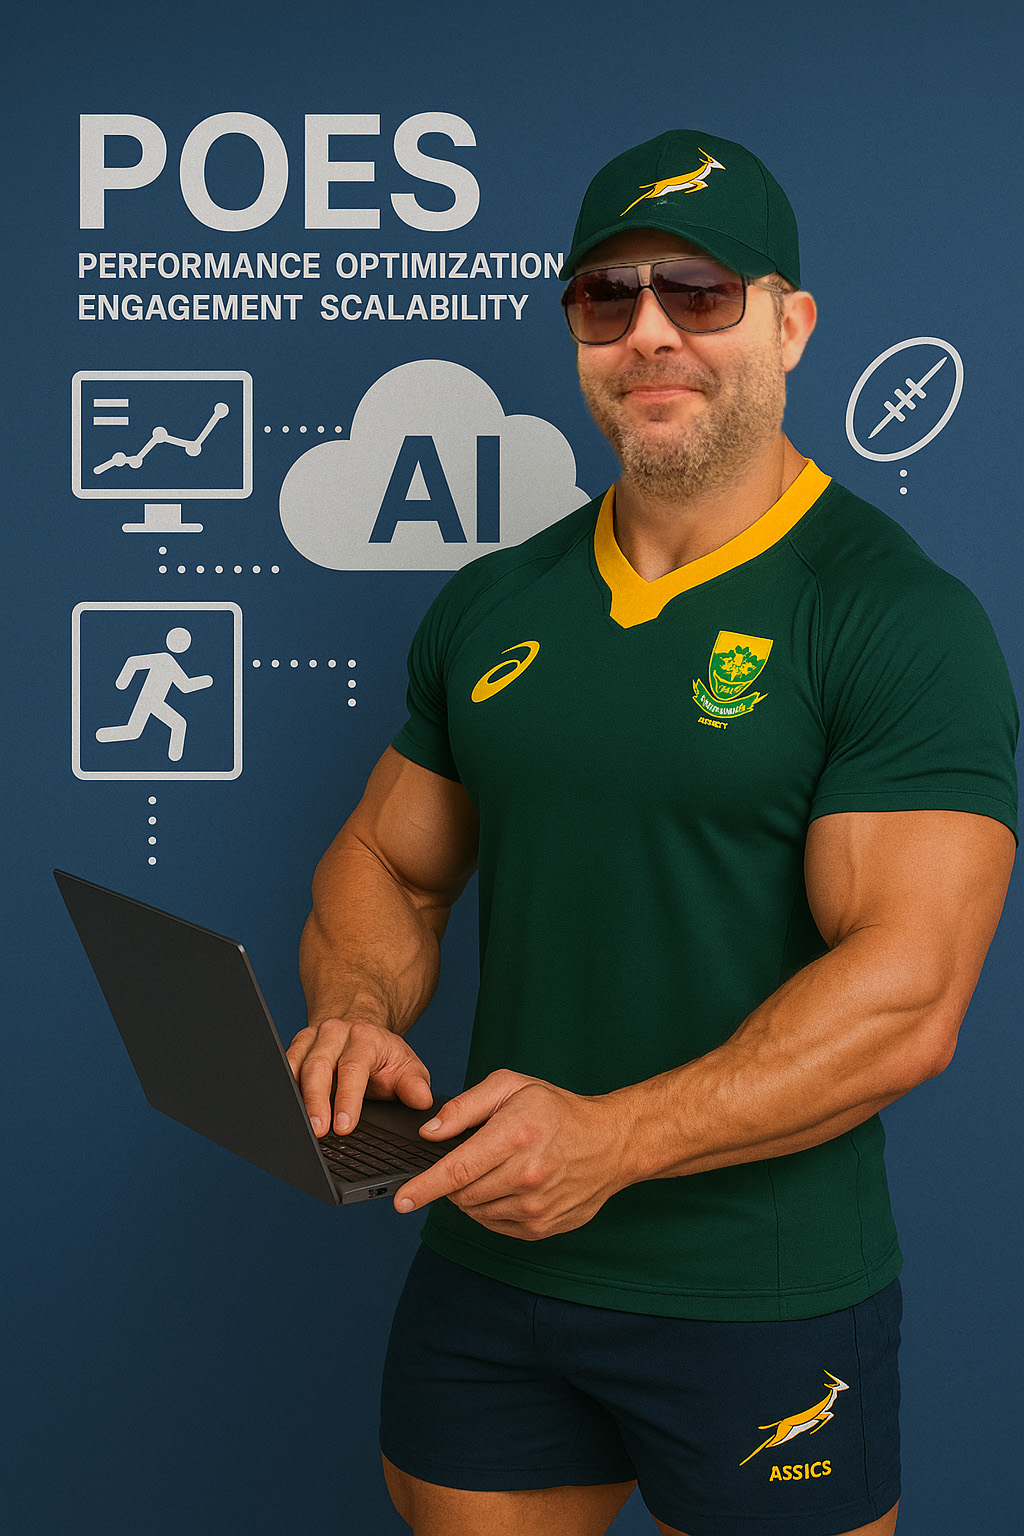 POES
PERFORMANCE OPTIMIZATION
ENGAGEMENT SCALABILITY
AI
ASSICS